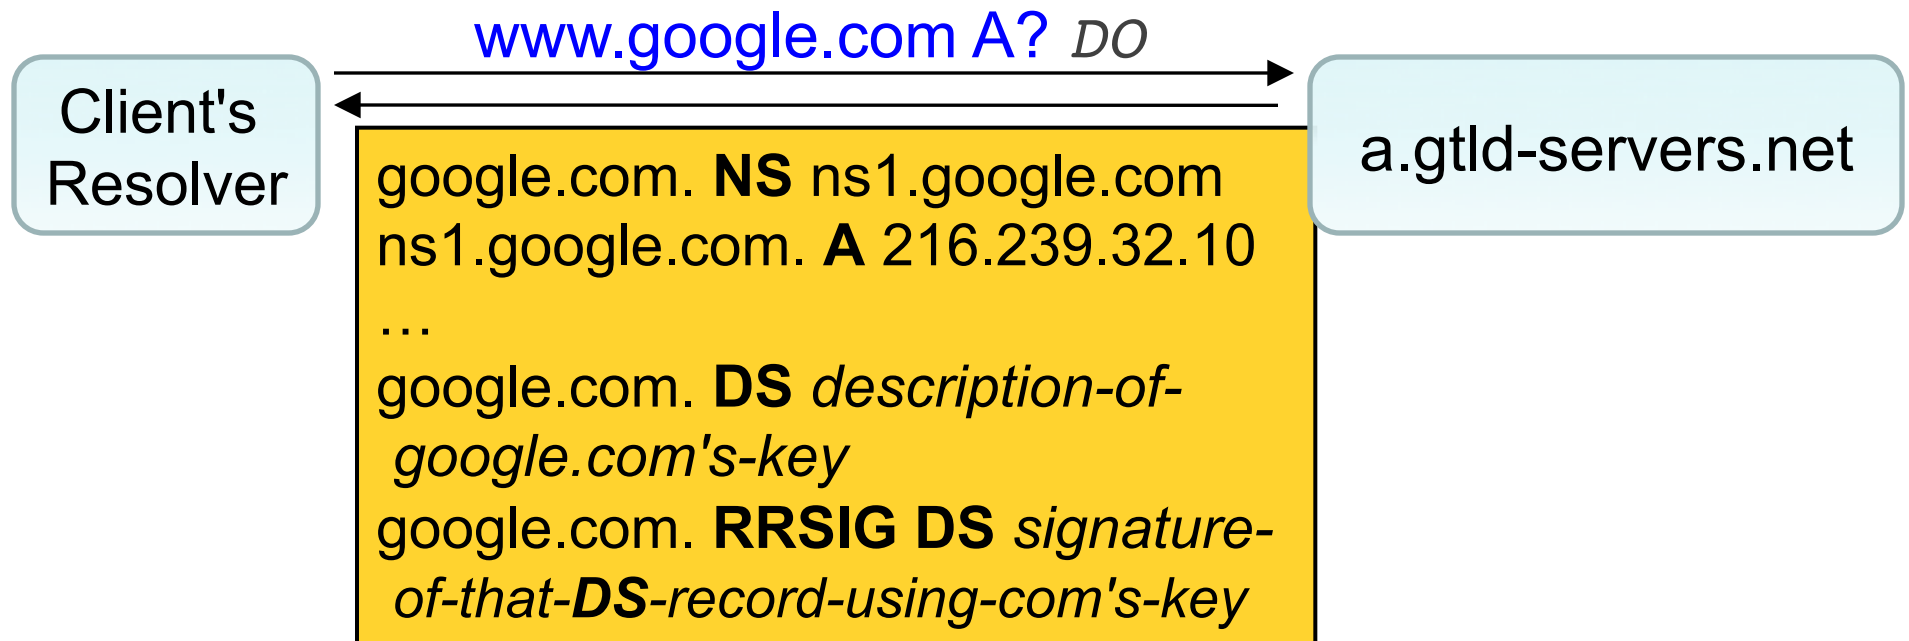 www.google.com A? DO
Client's
Resolver
a.gtld-servers.net
google.com. NS ns1.google.com
ns1.google.com. A 216.239.32.10
…
google.com. DS description-of-
google.com's-key
google.com. RRSIG DS signature-
of-that-DS-record-using-com's-key